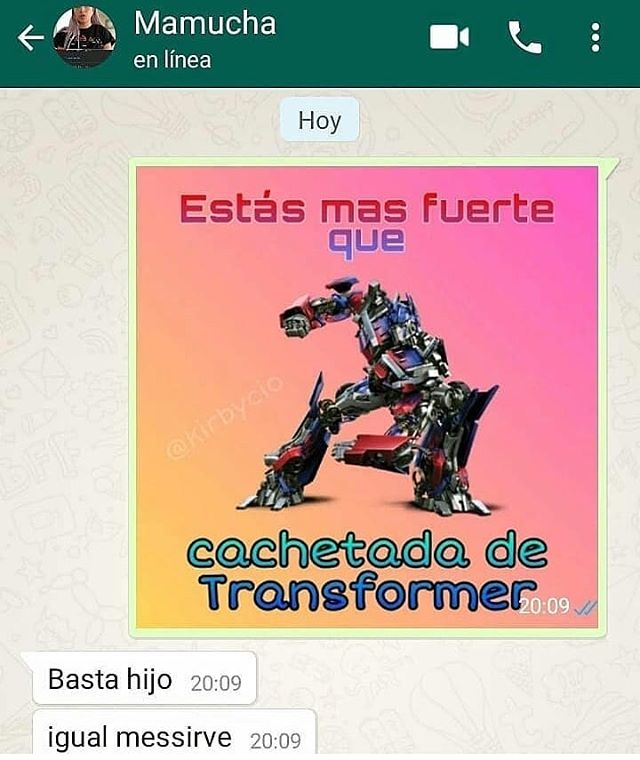 Mamucha
en línea
Hoy
Estás mas fuerte
que
@kirbycio
cachetada de
Transformer
20:09
Basta hijo 20:09
igual messirve 20:09